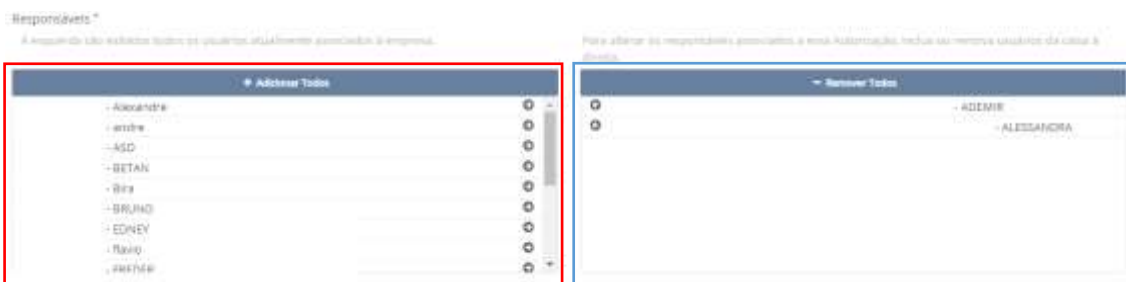 Responsáveis *
À esquerda são exibidos todos os usuários atualmente associados à empresa.
Para alterar os responsáveis associados a essa Autorização, inclua ou remova usuários da caixa à
direita.
+ Adicionar Todos
- Alexandre
- andre
- ASD
- BETAN
- Bira
- BRUNO
- EDNEY
- flavio
− Remover Todos
- ADEMIR
- ALESSANDRA